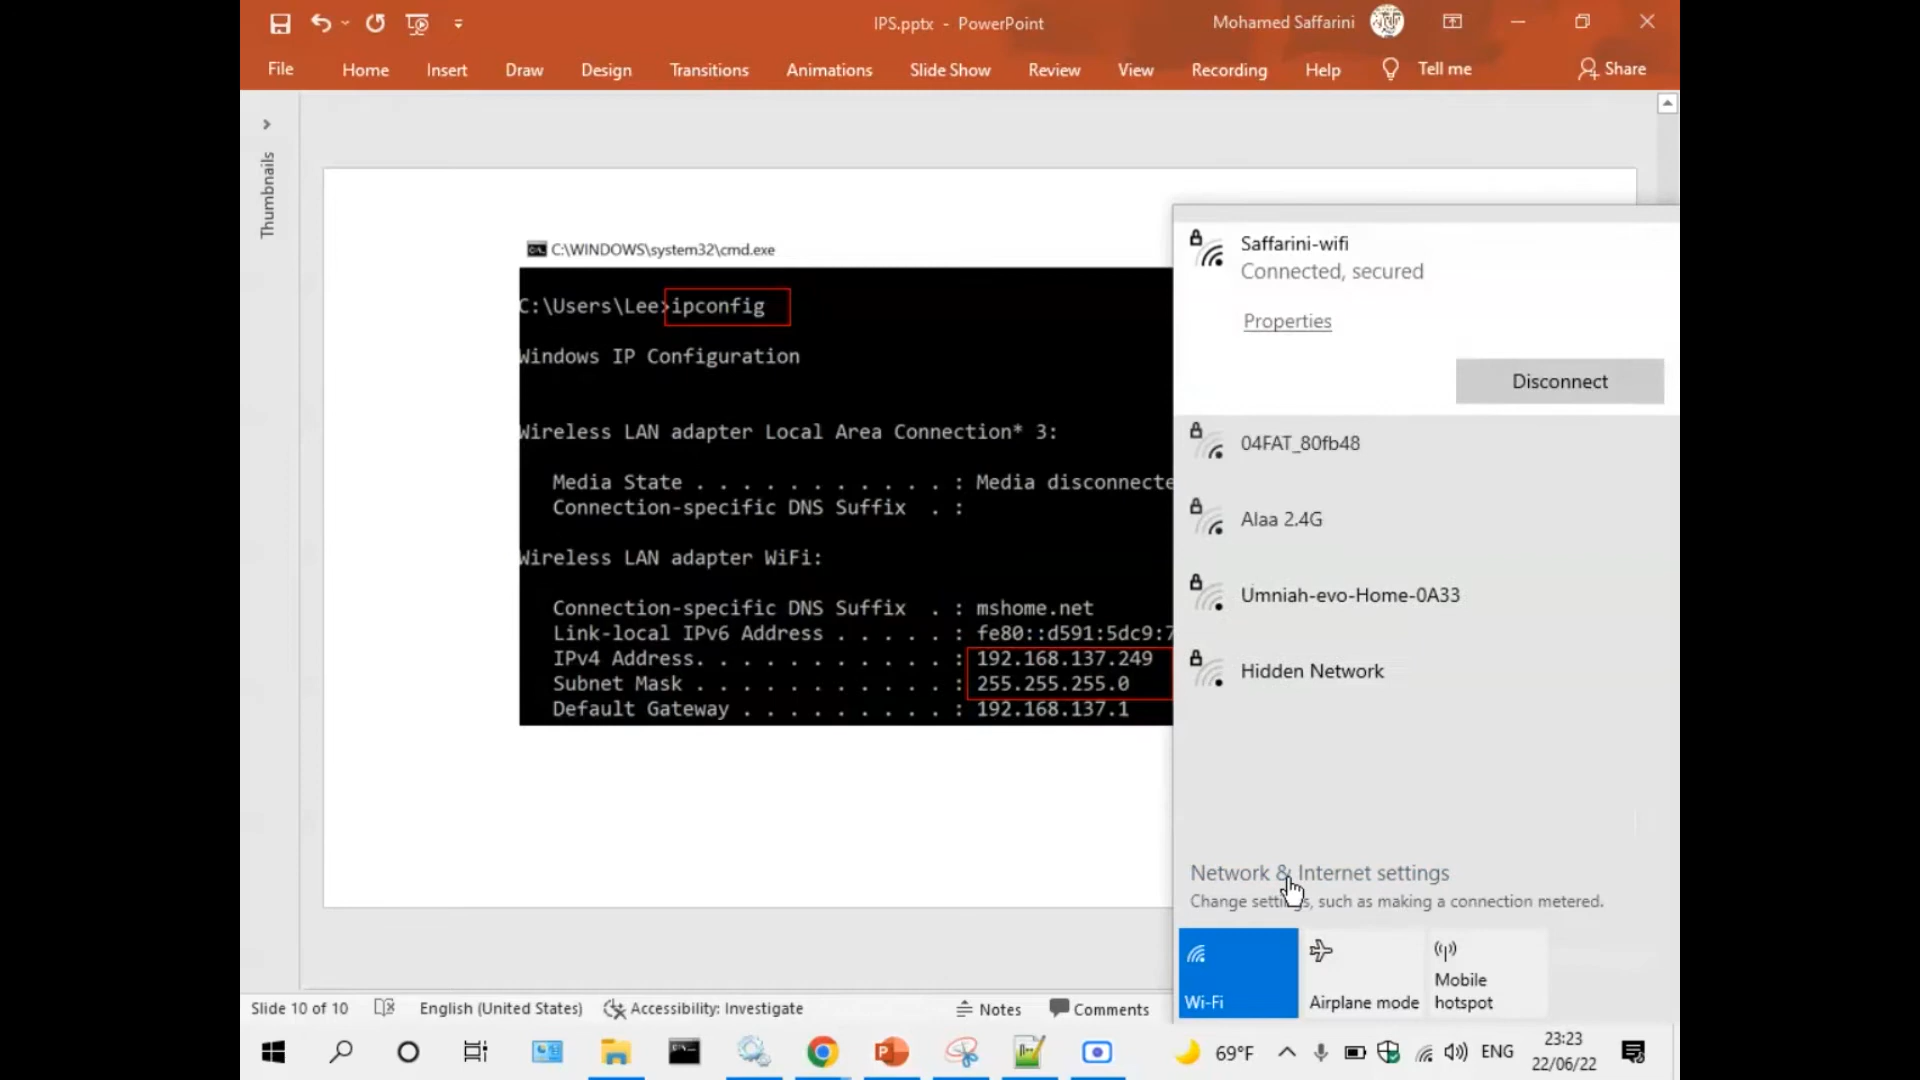 IPS.pptx - PowerPoint
Mohamed Saffarini
File Home Insert Draw Design Transitions Animations Slide Show Review View Recording Help Tell me Share
Thumbnails
C:\WINDOWS\system32\cmd.exe
C:\Users\Lee>ipconfig
Windows IP Configuration
Wireless LAN adapter Local Area Connection* 3:
Media State . . . . . . . . . . . : Media disconnecte
Connection-specific DNS Suffix . :
Wireless LAN adapter WiFi:
Connection-specific DNS Suffix . : mshome.net
Link-local IPv6 Address . . . . . : fe80::d591:5dc9:7
IPv4 Address. . . . . . . . . . . : 192.168.137.249
Subnet Mask . . . . . . . . . . . : 255.255.255.0
Default Gateway . . . . . . . . . : 192.168.137.1
Saffarini-wifi
Connected, secured
Properties
Disconnect
04FAT_80fb48
Alaa 2.4G
Umniah-evo-Home-0A33
Hidden Network
Network & Internet settings
Change settings, such as making a connection metered.
Wi-Fi
Airplane mode
Mobile
hotspot
Slide 10 of 10 English (United States) Accessibility: Investigate Notes Comments
69°F ENG
23:23
22/06/22